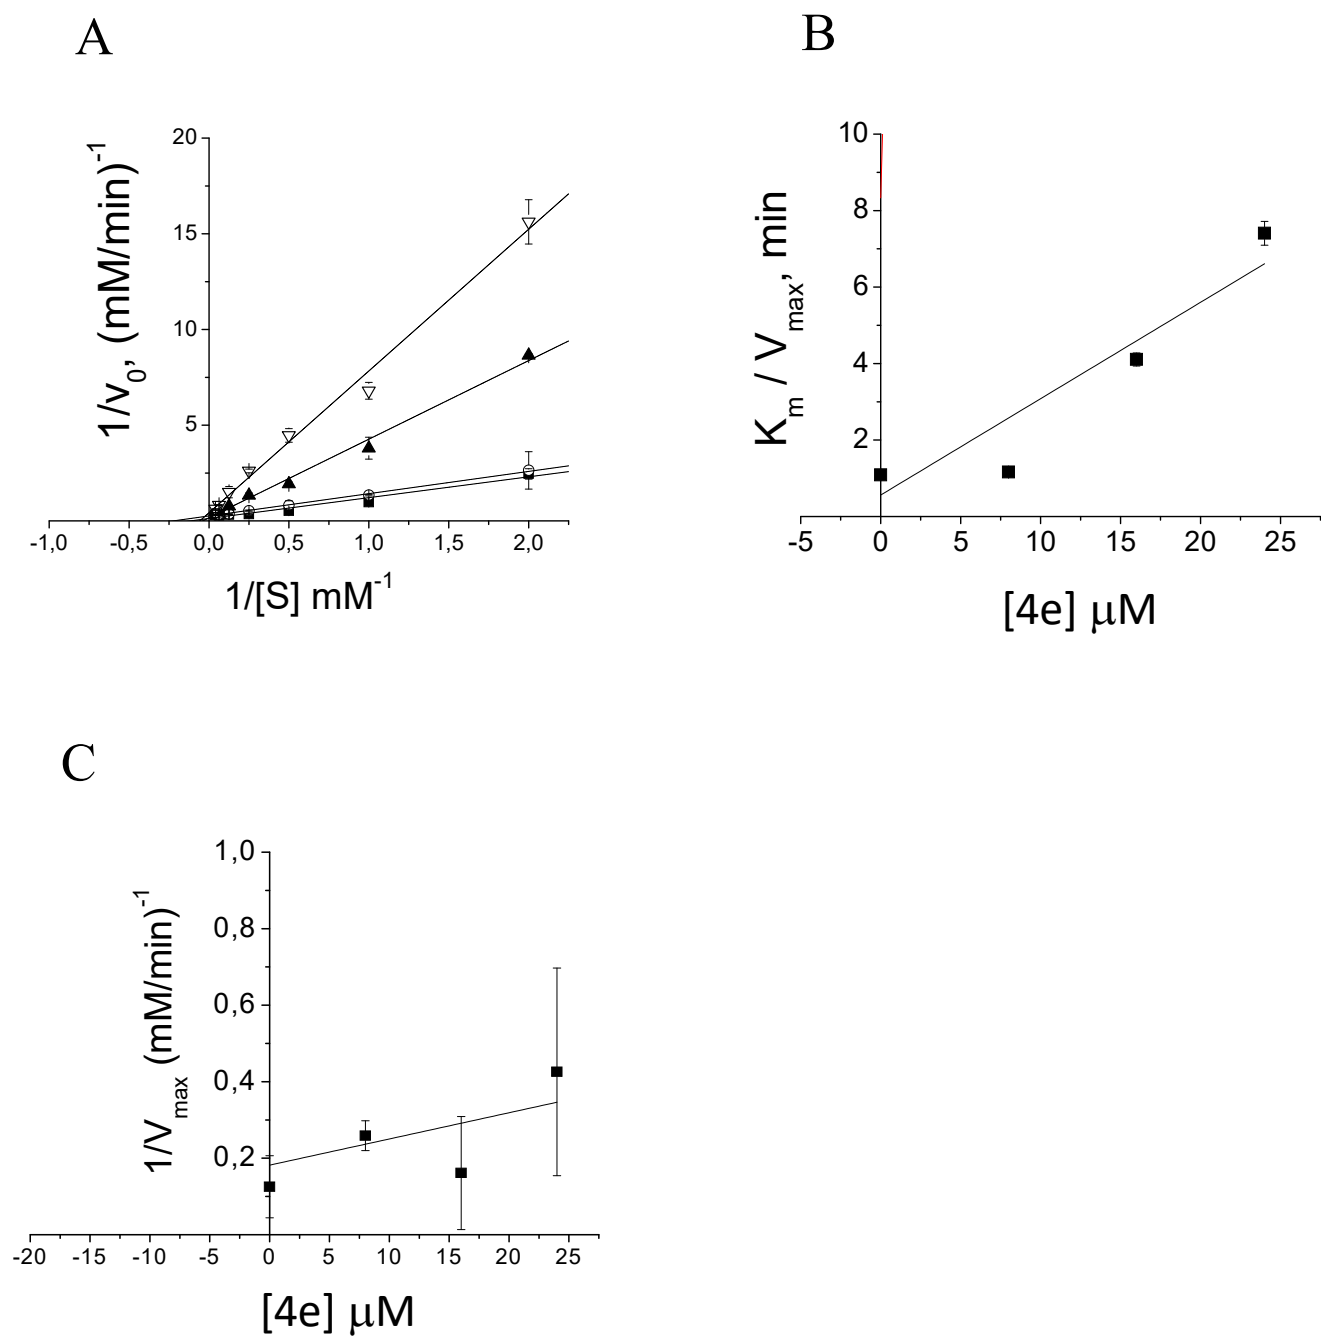 A
20
15
10
5
-1,0 -0,5 0,0 0,5 1,0 1,5 2,0
1/v0, (mM/min)-1
1/[S] mM-1
B
10
8
6
4
2
-5 0 5 10 15 20 25
Km / Vmax, min
[4e] μM
C
1,0
0,8
0,6
0,4
0,2
-20 -15 -10 -5 0 5 10 15 20 25
1/Vmax (mM/min)-1
[4e] μM